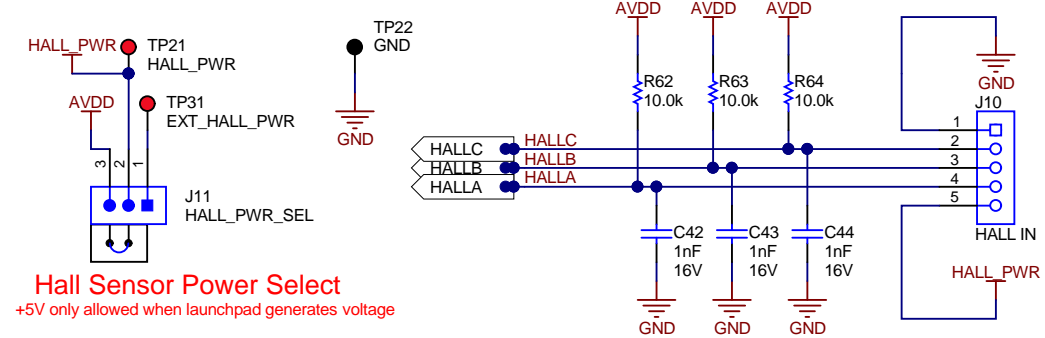 AVDD AVDD AVDD
HALL_PWR TP21
HALL_PWR
TP22
GND
AVDD TP31
EXT_HALL_PWR
GND
3 2 1
J11
HALL_PWR_SEL
Hall Sensor Power Select
+5V only allowed when launchpad generates voltage
R62
10.0k
R63
10.0k
R64
10.0k
GND
J10
HALLC HALLC
HALLB HALLB
HALLA HALLA
1
2
3
4
5
HALL IN
C42
1nF
16V
C43
1nF
16V
C44
1nF
16V
GND GND GND
HALL_PWR